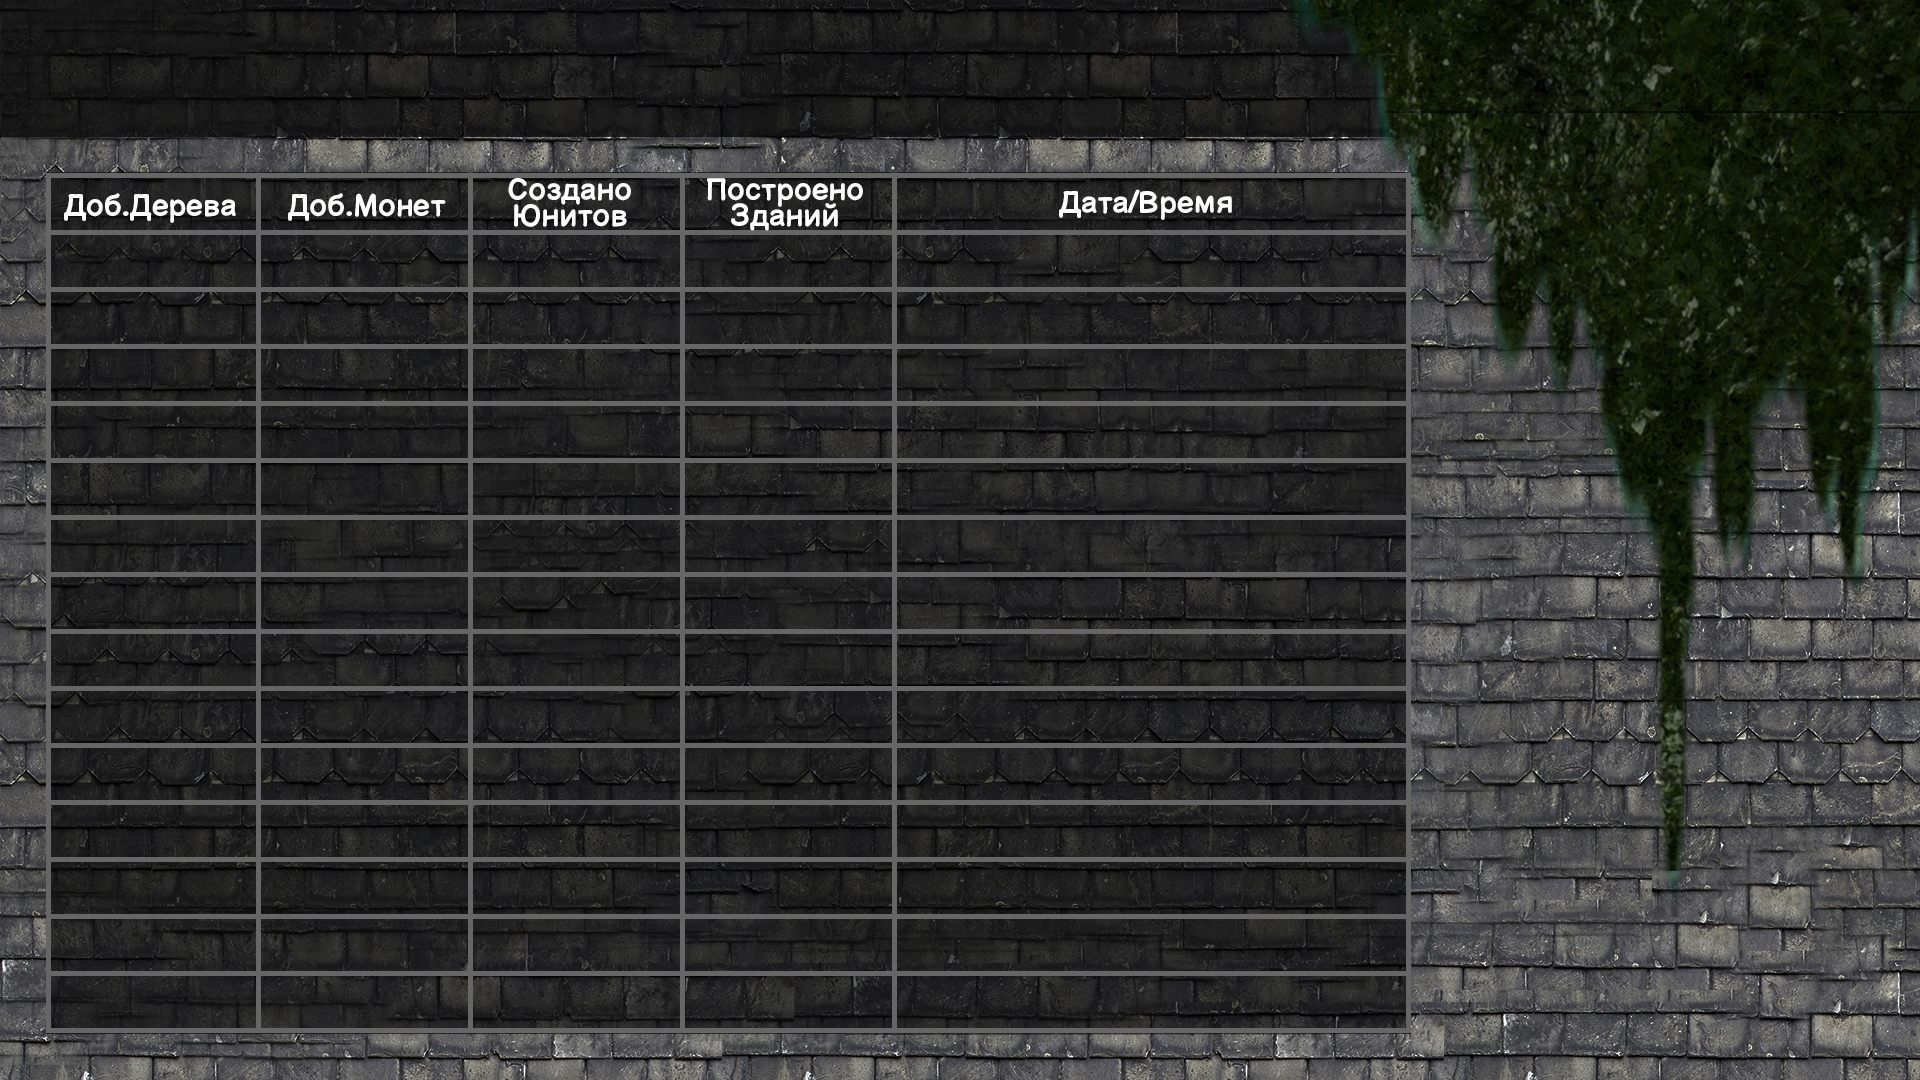 Доб.Дерева
Доб.Монет
Создано
Юнитов
Построено
Зданий
Дата/Время